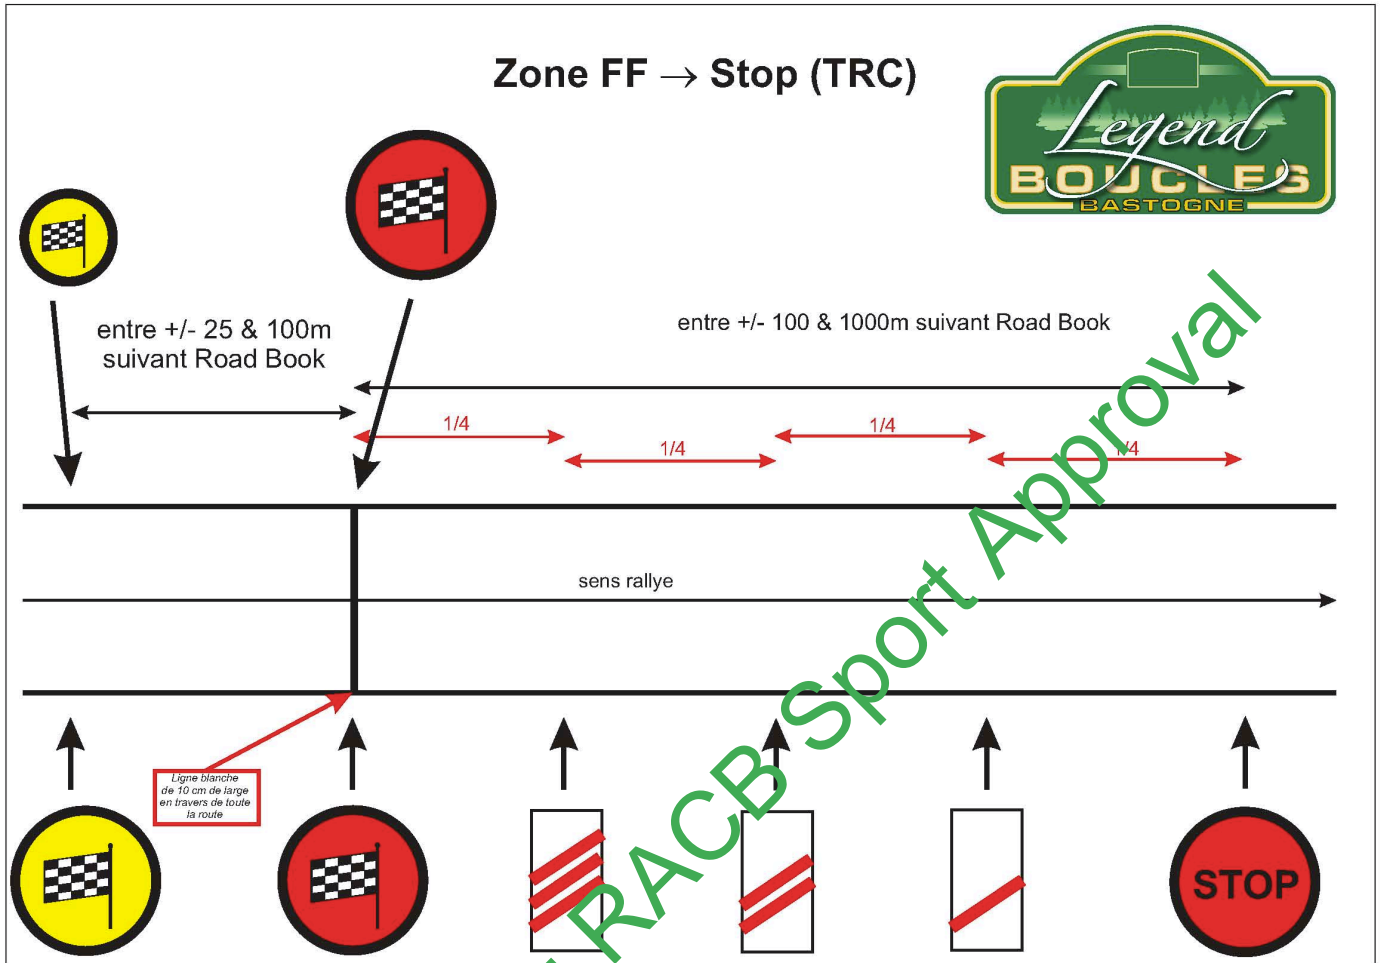 Zone FF → Stop (TRC)
Legend
BOUCLES
BASTOGNE
entre +/- 25 & 100m
suivant Road Book
entre +/- 100 & 1000m suivant Road Book
1/4
1/4
1/4
1/4
sens rallye
Ligne blanche
de 10 cm de large
en travers de toute
la route
STOP
RACB Sport Approval